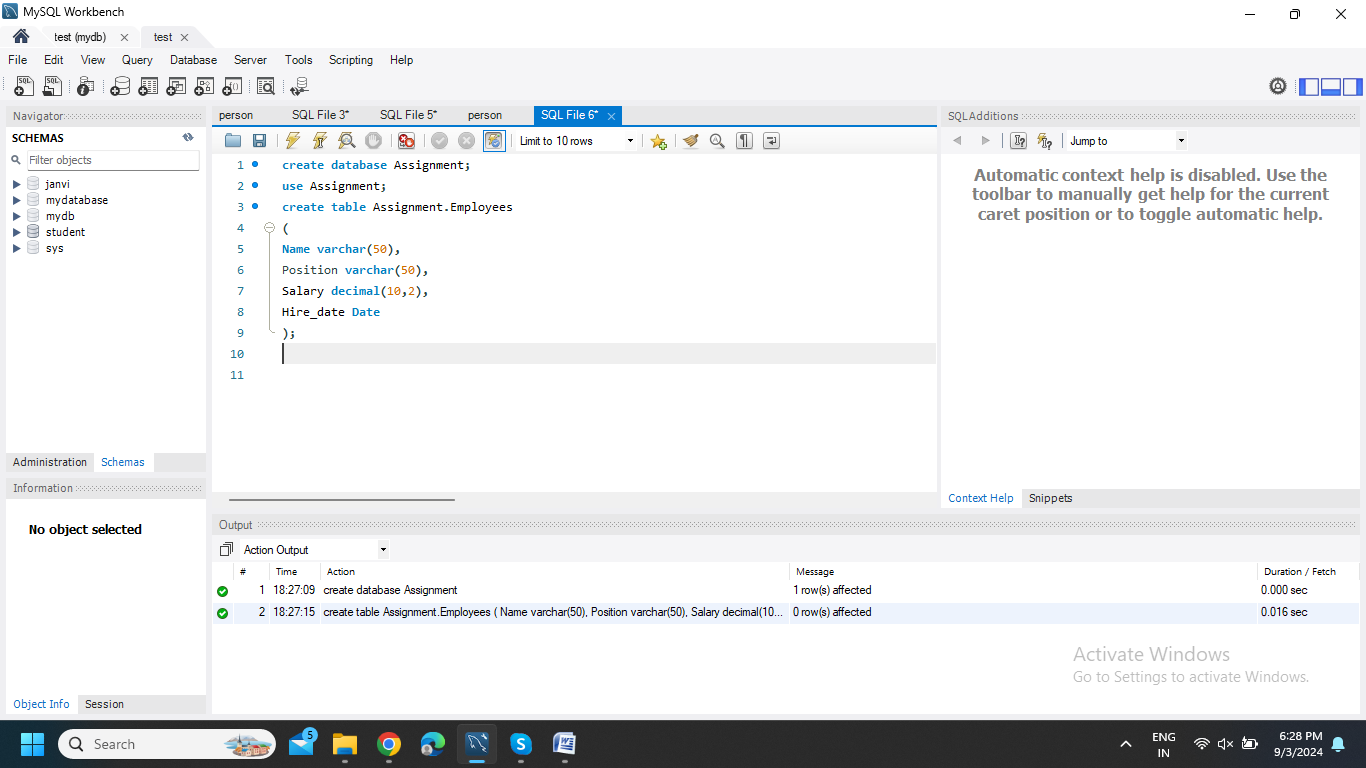 MySQL Workbench
test (mydb)
test
File Edit View Query Database Server Tools Scripting Help
Navigator
SCHEMAS
Filter objects
janvi
mydatabase
mydb
student
sys
Administration Schemas
Information
No object selected
Object Info Session
person SQL File 3* SQL File 5* person SQL File 6*
Limit to 10 rows
1 create database Assignment;
2 use Assignment;
3 create table Assignment.Employees
4 (
5 Name varchar(50),
6 Position varchar(50),
7 Salary decimal(10,2),
8 Hire_date Date
9 );
10
11
SQLAdditions
Jump to
Automatic context help is disabled. Use the
toolbar to manually get help for the current
caret position or to toggle automatic help.
Context Help Snippets
Output
Action Output
# Time Action Message Duration / Fetch
1 18:27:09 create database Assignment 1 row(s) affected 0.000 sec
2 18:27:15 create table Assignment.Employees ( Name varchar(50), Position varchar(50), Salary decimal(10... 0 row(s) affected 0.016 sec
Activate Windows
Go to Settings to activate Windows.
Search
5
ENG
IN
6:28 PM
9/3/2024